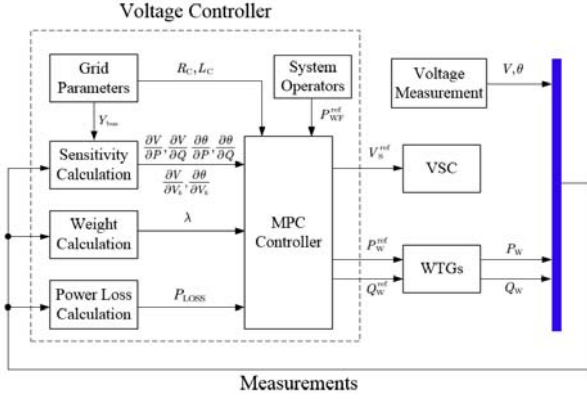 Voltage Controller
Grid
Parameters
R_C, L_C
System
Operators
Voltage
Measurement
V, θ
Y_bus
P_WF^ref
Sensitivity
Calculation
∂V/∂P, ∂V/∂Q ∂θ/∂P, ∂θ/∂Q
∂V/∂V_s, ∂θ/∂V_s
V_S^ref
VSC
Weight
Calculation
λ
MPC
Controller
P_W^ref
Q_W^ref
WTGs
P_W
Q_W
Power Loss
Calculation
P_LOSS
Measurements